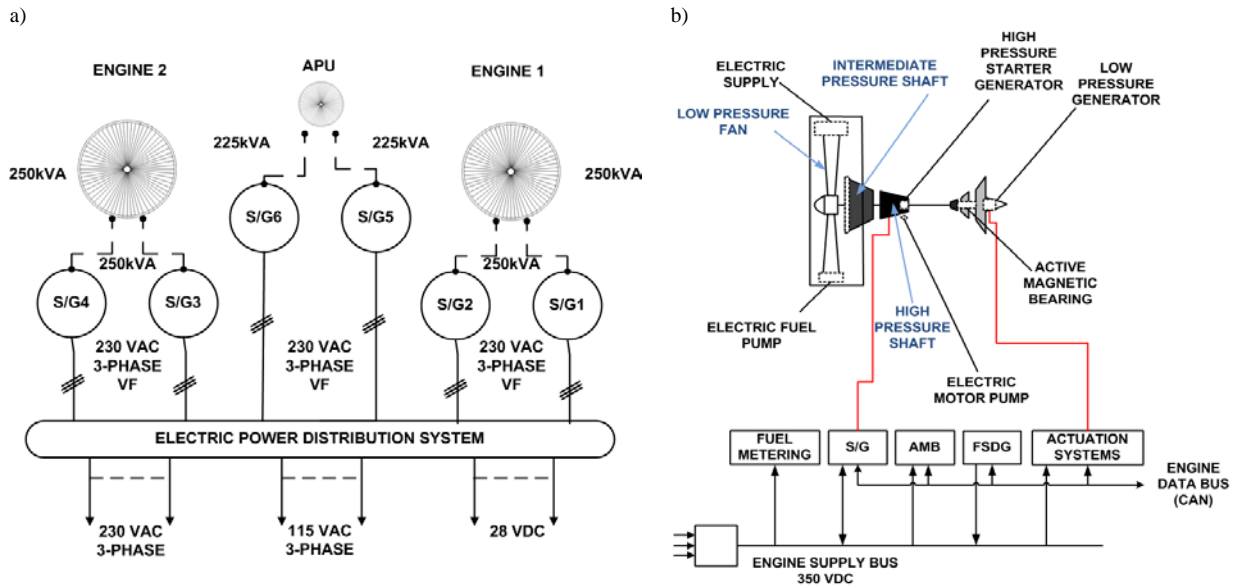 a)
ENGINE 2
APU
ENGINE 1
225kVA
225kVA
250kVA
250kVA
S/G6
S/G5
250kVA
250kVA
S/G4
S/G3
S/G2
S/G1
230 VAC
3-PHASE
VF
230 VAC
3-PHASE
VF
230 VAC
3-PHASE
VF
ELECTRIC POWER DISTRIBUTION SYSTEM
230 VAC
3-PHASE
115 VAC
3-PHASE
28 VDC
b)
ELECTRIC
SUPPLY
INTERMEDIATE
PRESSURE SHAFT
HIGH
PRESSURE
STARTER
GENERATOR
LOW
PRESSURE
GENERATOR
LOW PRESSURE
FAN
ACTIVE
MAGNETIC
BEARING
ELECTRIC FUEL
PUMP
HIGH
PRESSURE
SHAFT
ELECTRIC
MOTOR PUMP
FUEL
METERING
S/G
AMB
FSDG
ACTUATION
SYSTEMS
ENGINE
DATA BUS
(CAN)
ENGINE SUPPLY BUS
350 VDC